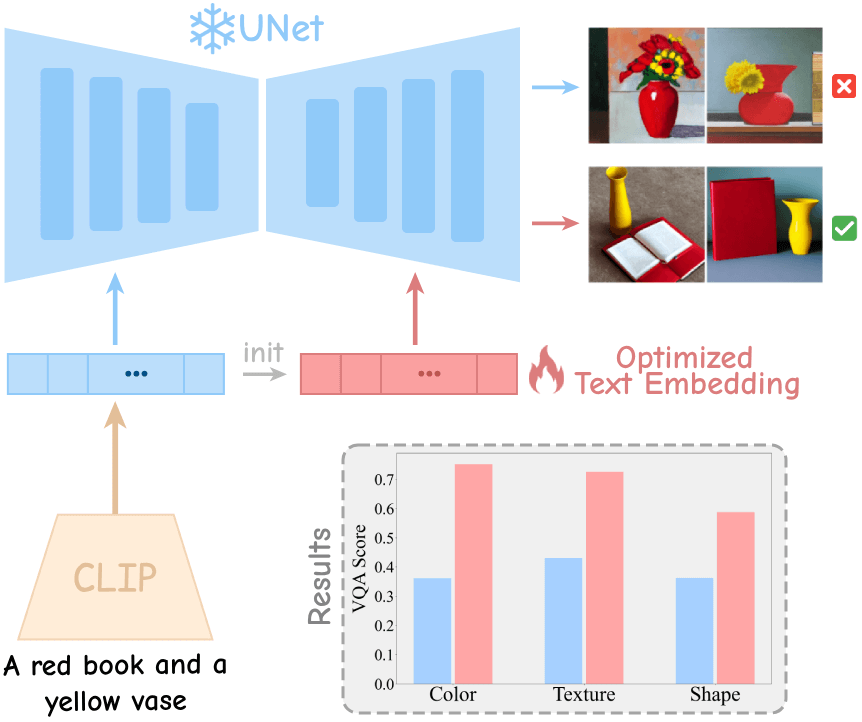 UNet
init
•••
•••
Optimized
Text Embedding
CLIP
A red book and a
yellow vase
Results
VQA Score
0.7
0.6
0.5
0.4
0.3
0.2
0.1
0.0
Color Texture Shape